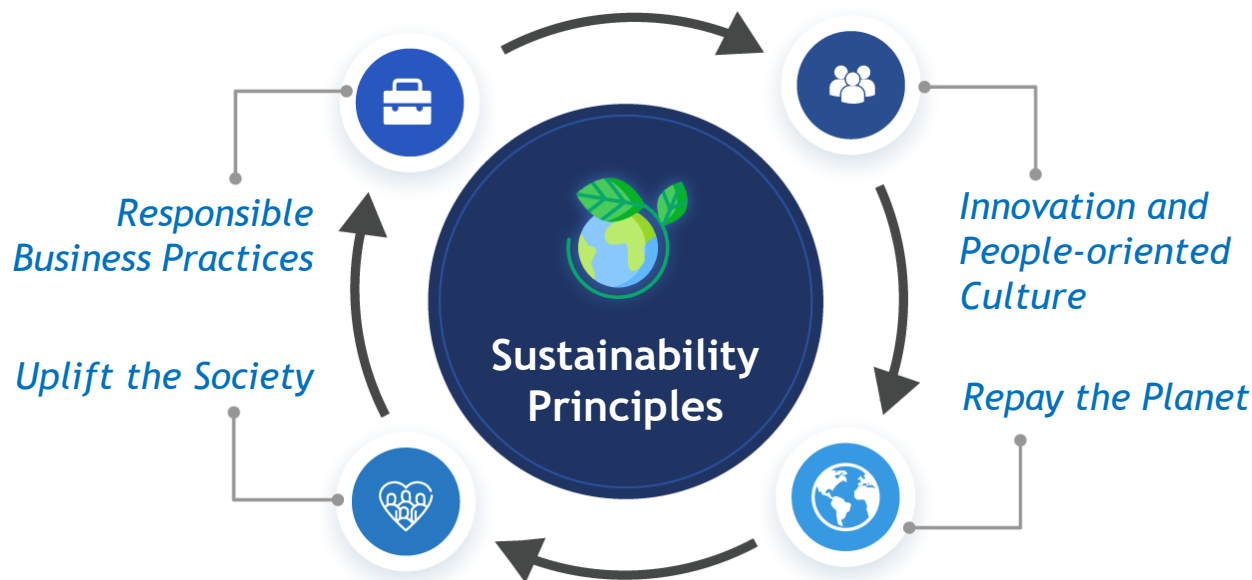 Responsible
Business Practices
Innovation and
People-oriented
Culture
Sustainability
Principles
Uplift the Society
Repay the Planet